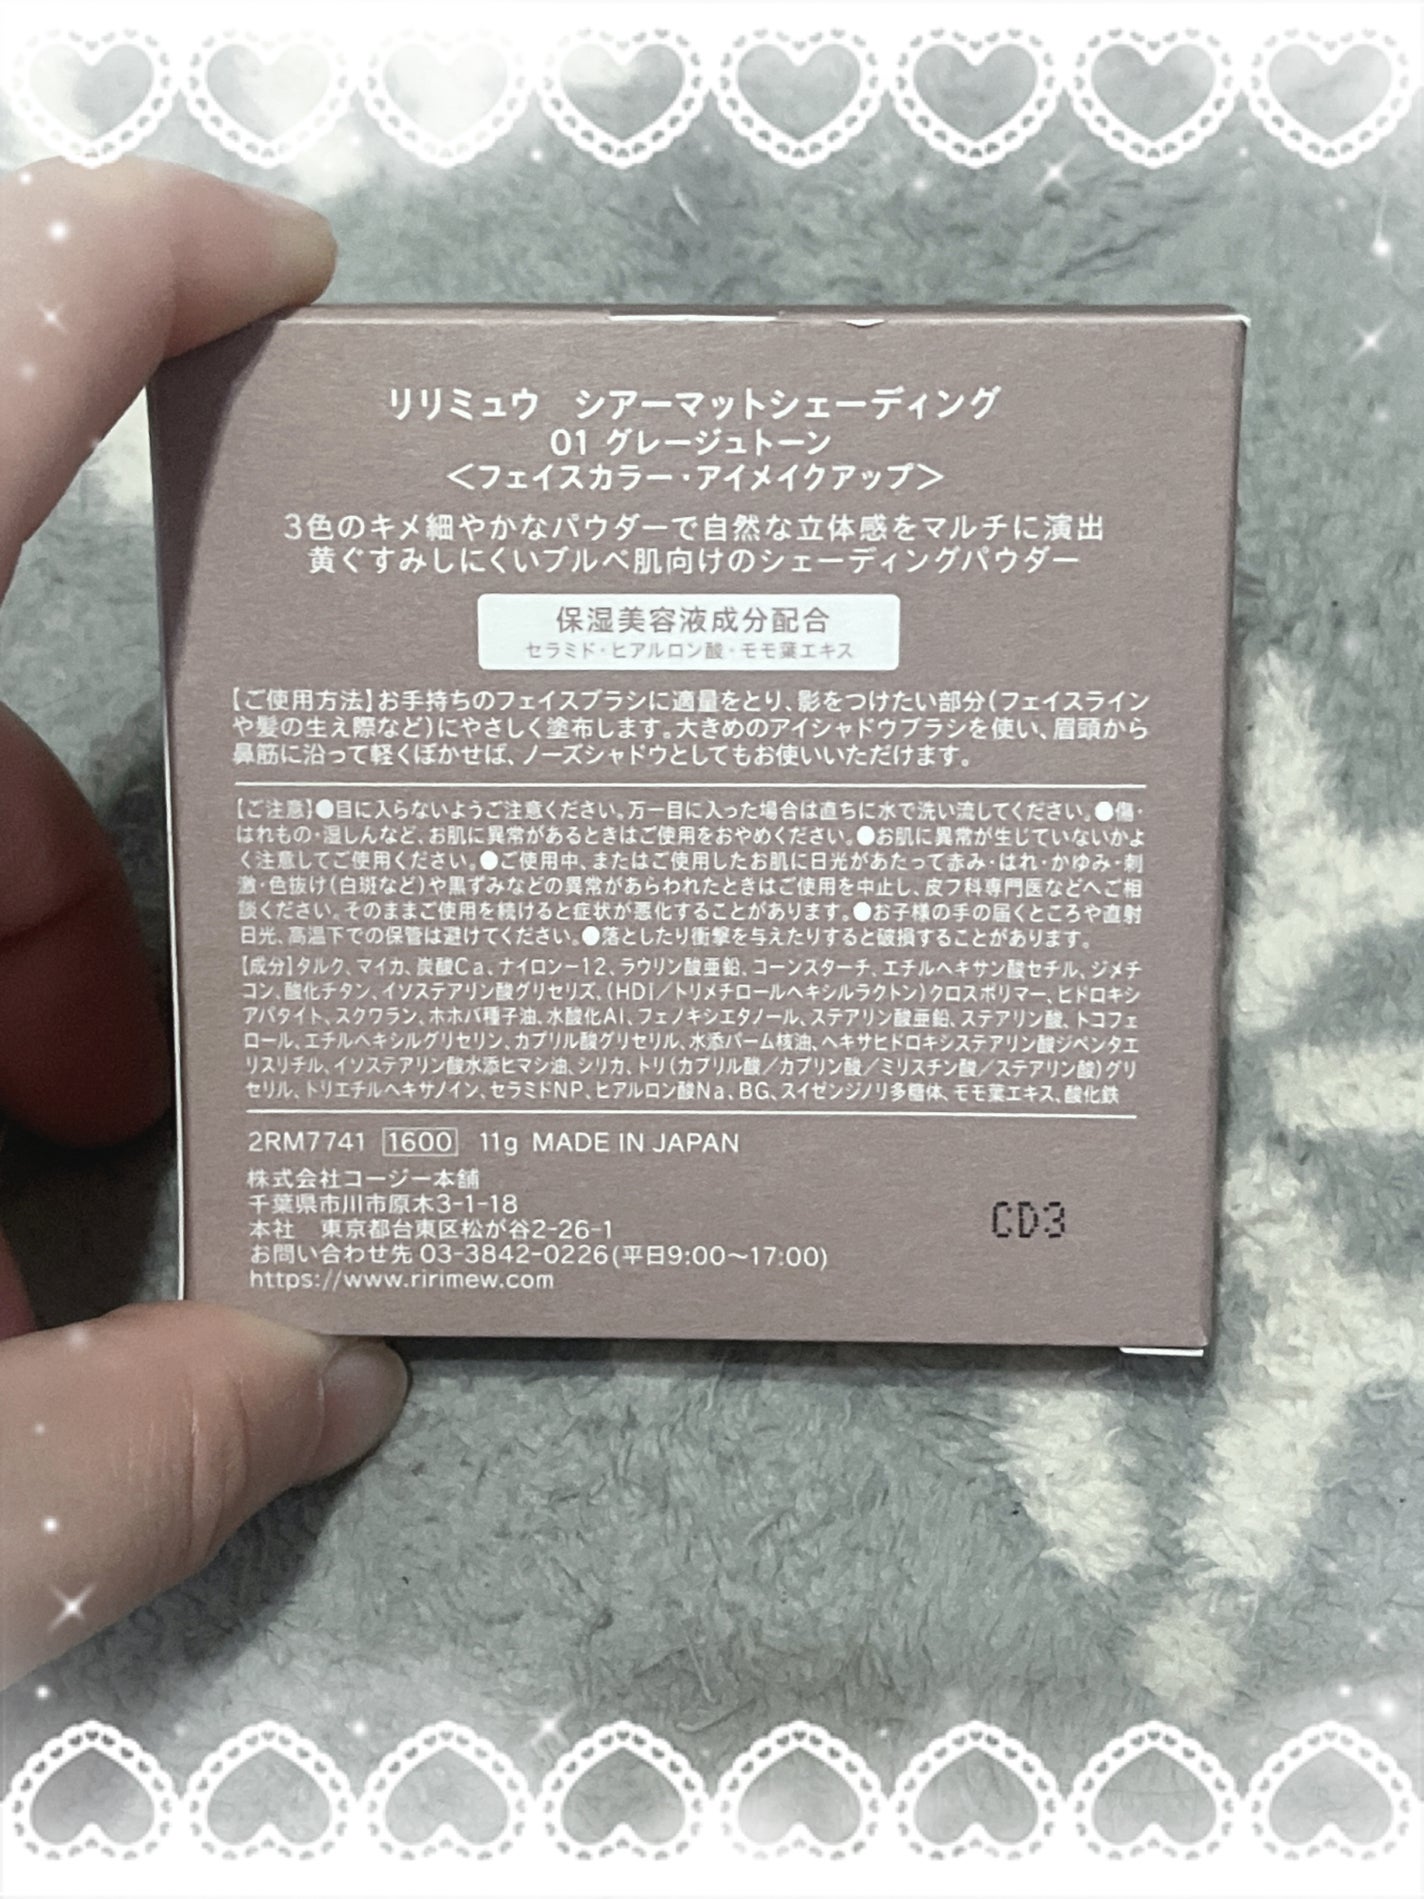 リリミュウ　シアーマットシェーディング
01 グレージュトーン
＜フェイスカラー・アイメイクアップ＞
3色のキメ細やかなパウダーで自然な立体感をマルチに演出
黄ぐすみしにくいブルベ肌向けのシェーディングパウダー
保湿美容液成分配合
セラミド・ヒアルロン酸・モモ葉エキス
【ご使用方法】お手持ちのフェイスブラシに適量をとり、影をつけたい部分（フェイスライン
や髪の生え際など）にやさしく塗布します。大きめのアイシャドウブラシを使い、眉頭から
鼻筋に沿って軽くぼかせば、ノーズシャドウとしてもお使いいただけます。
【ご注意】●目に入らないようご注意ください。万一目に入った場合は直ちに水で洗い流してください。●傷・
はれもの・湿しんなど、お肌に異常があるときはご使用をおやめください。●お肌に異常が生じていないかよ
く注意してご使用ください。●ご使用中、またはご使用したお肌に日光があたって赤み・はれ・かゆみ・刺
激・色抜け（白斑など）や黒ずみなどの異常があらわれたときはご使用を中止し、皮フ科専門医などへご相
談ください。そのままご使用を続けると症状が悪化することがあります。●お子様の手の届くところや直射
日光、高温下での保管は避けてください。●落としたり衝撃を与えたりすると破損することがあります。
【成分】タルク、マイカ、炭酸Ca、ナイロン－12、ラウリン酸亜鉛、コーンスターチ、エチルヘキサン酸セチル、ジメチ
コン、酸化チタン、イソステアリン酸グリセリズ、（HDI／トリメチロールヘキシルラクトン）クロスポリマー、ヒドロキシ
アパタイト、スクワラン、ホホバ種子油、水酸化Al、フェノキシエタノール、ステアリン酸亜鉛、ステアリン酸、トコフェ
ロール、エチルヘキシルグリセリン、カプリル酸グリセリル、水添パーム核油、ヘキサヒドロキシステアリン酸ジペンタエ
リスリチル、イソステアリン酸水添ヒマシ油、シリカ、トリ（カプリル酸／カプリン酸／ミリスチン酸／ステアリン酸）グリ
セリル、トリエチルヘキサノイン、セラミドNP、ヒアルロン酸Na、BG、スイゼンジノリ多糖体、モモ葉エキス、酸化鉄
2RM7741 1600 11g MADE IN JAPAN
株式会社コージー本舗
千葉県市川市原木3-1-18
本社　東京都台東区松が谷2-26-1
お問い合わせ先 03-3842-0226(平日9:00〜17:00)
https://www.ririmew.com
CD3